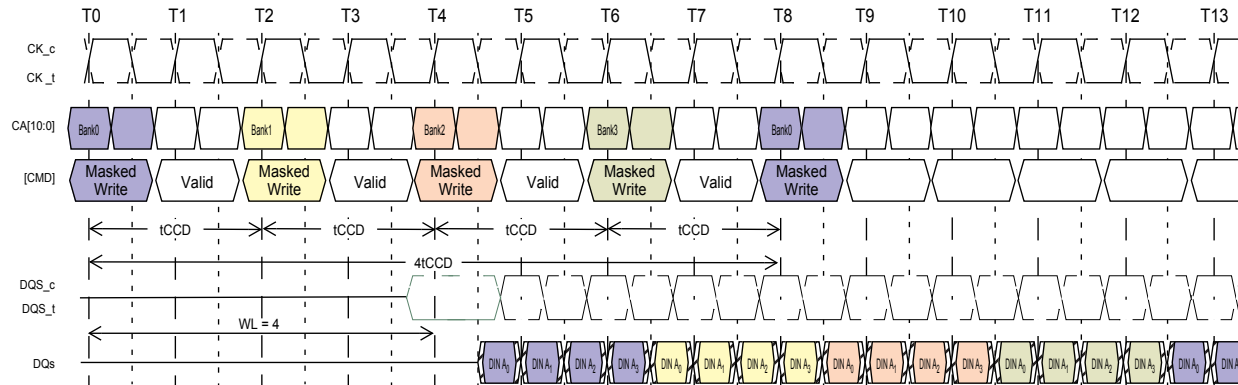 T0 T1 T2 T3 T4 T5 T6 T7 T8 T9 T10 T11 T12 T13
CK_c
CK_t
CA[10:0] Bank0 Bank1 Bank2 Bank3 Bank0
[CMD] Masked Write Valid Masked Write Valid Masked Write Valid Masked Write Valid Masked Write
tCCD tCCD tCCD tCCD
4tCCD
DQS_c
DQS_t
WL = 4
DQs DIN A0 DIN A1 DIN A2 DIN A3 DIN A0 DIN A1 DIN A2 DIN A3 DIN A0 DIN A1 DIN A2 DIN A3 DIN A0 DIN A1 DIN A2 DIN A3 DIN A0 DIN A